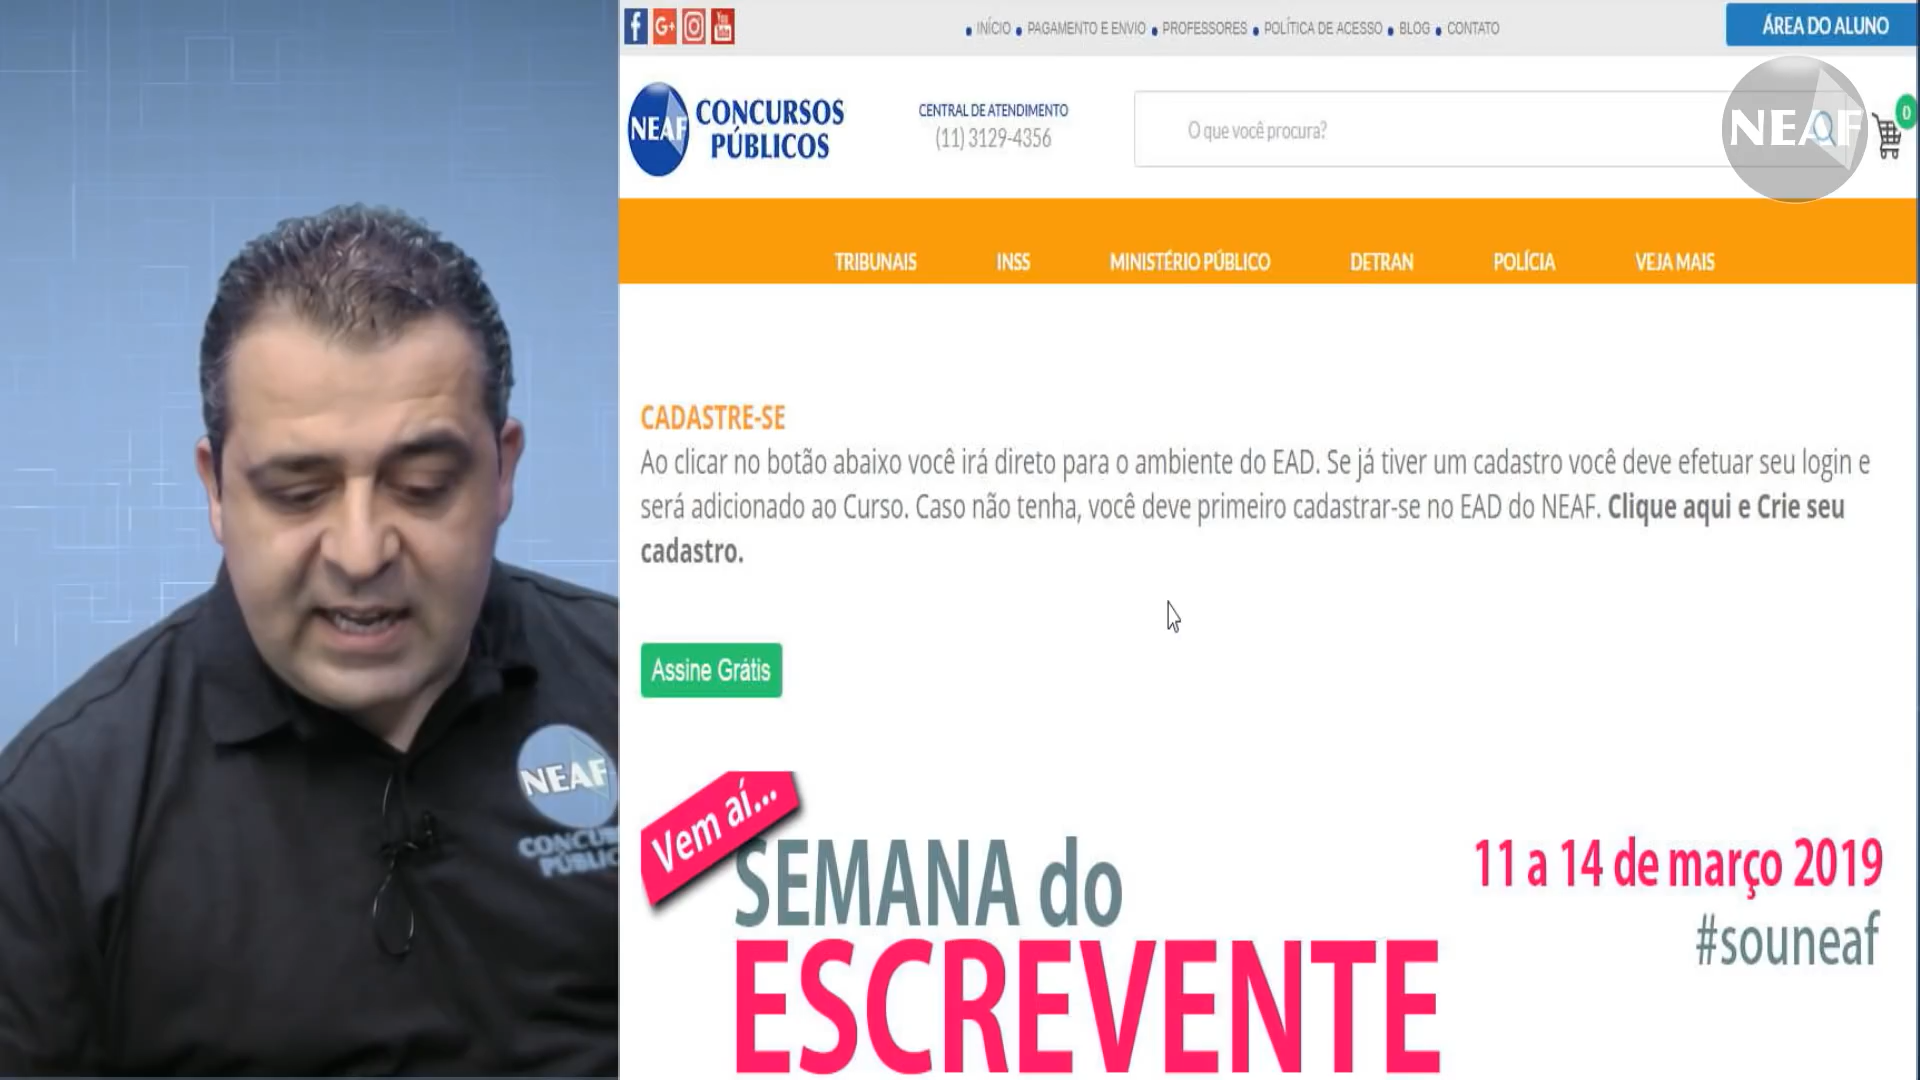 INÍCIO PAGAMENTO E ENVIO PROFESSORES POLÍTICA DE ACESSO BLOG CONTATO
ÁREA DO ALUNO
NEAF CONCURSOS
PÚBLICOS
CENTRAL DE ATENDIMENTO
(11) 3129-4356
O que você procura?
NEAF
0
TRIBUNAIS INSS MINISTÉRIO PÚBLICO DETRAN POLÍCIA VEJA MAIS
CADASTRE-SE
Ao clicar no botão abaixo você irá direto para o ambiente do EAD. Se já tiver um cadastro você deve efetuar seu login e
será adicionado ao Curso. Caso não tenha, você deve primeiro cadastrar-se no EAD do NEAF. Clique aqui e Crie seu
cadastro.
Assine Grátis
Vem aí...
SEMANA do
ESCREVENTE
11 a 14 de março 2019
#souneaf
NEAF
CONCU
PÚBLIC